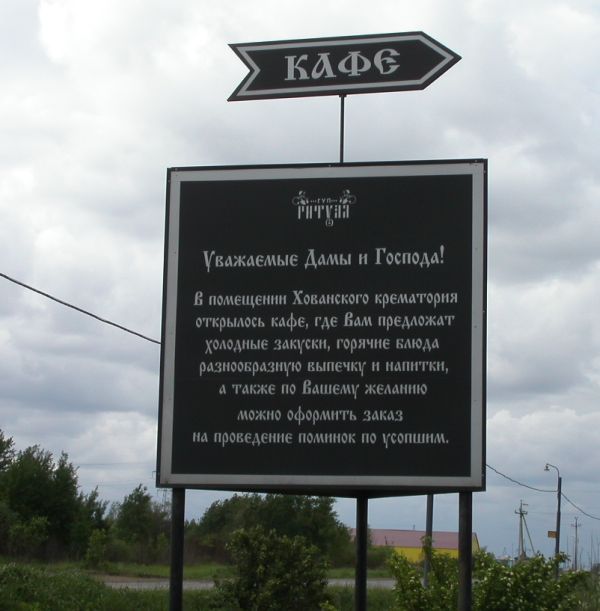 КАФЕ
ГУП
РИТУАЛ
Уважаемые Дамы и Господа!
В помещении Хованского крематория
открылось кафе, где Вам предложат
холодные закуски, горячие блюда
разнообразную выпечку и напитки,
а также по Вашему желанию
можно оформить заказ
на проведение поминок по усопшим.